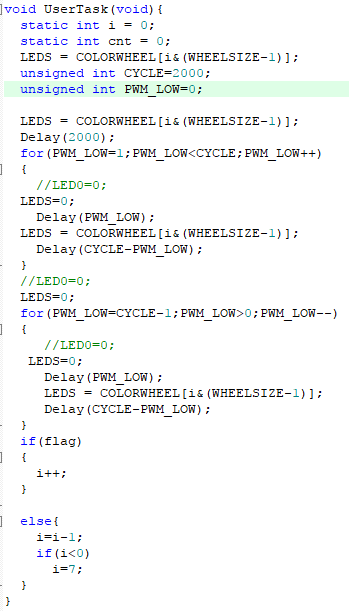 void UserTask(void){
static int i = 0;
static int cnt = 0;
LEDS = COLORWHEEL[i&(WHEELSIZE-1)];
unsigned int CYCLE=2000;
unsigned int PWM_LOW=0;
LEDS = COLORWHEEL[i&(WHEELSIZE-1)];
Delay(2000);
for(PWM_LOW=1;PWM_LOW<CYCLE;PWM_LOW++)
{
//LED0=0;
LEDS=0;
Delay(PWM_LOW);
LEDS = COLORWHEEL[i&(WHEELSIZE-1)];
Delay(CYCLE-PWM_LOW);
}
//LED0=0;
LEDS=0;
for(PWM_LOW=CYCLE-1;PWM_LOW>0;PWM_LOW--)
{
//LED0=0;
LEDS=0;
Delay(PWM_LOW);
LEDS = COLORWHEEL[i&(WHEELSIZE-1)];
Delay(CYCLE-PWM_LOW);
}
if(flag)
{
i++;
}
else{
i=i-1;
if(i<0)
i=7;
}
}